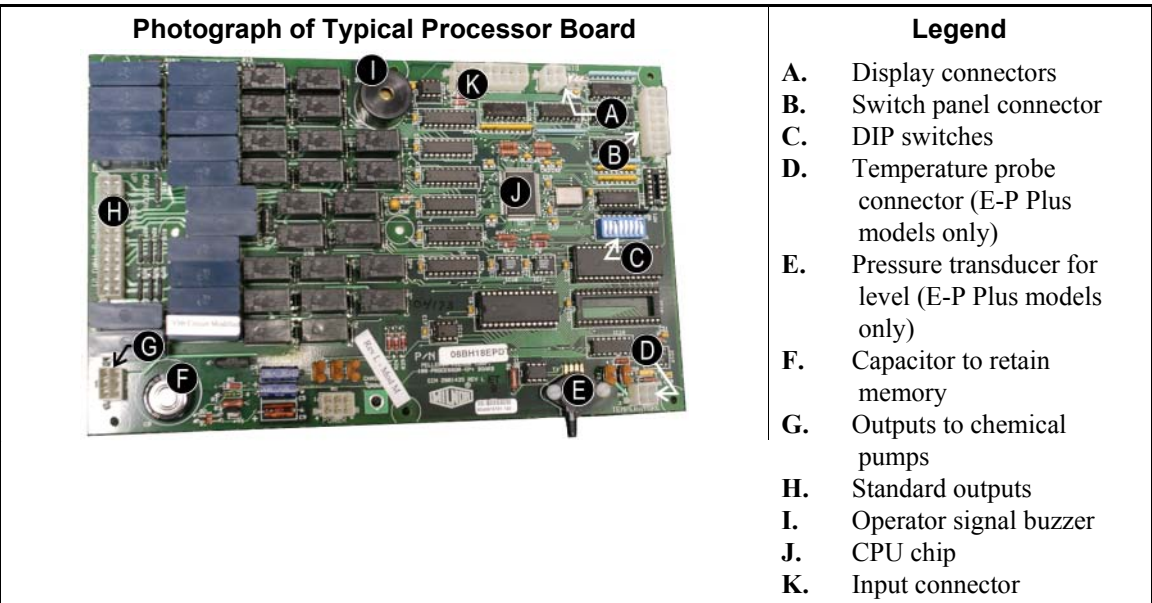 Photograph of Typical Processor Board
I
K
A
B
J
H
C
G
D
F
E
P/N 08BH18EPD
MILNOR
Legend
A. Display connectors
B. Switch panel connector
C. DIP switches
D. Temperature probe
connector (E-P Plus
models only)
E. Pressure transducer for
level (E-P Plus models
only)
F. Capacitor to retain
memory
G. Outputs to chemical
pumps
H. Standard outputs
I. Operator signal buzzer
J. CPU chip
K. Input connector